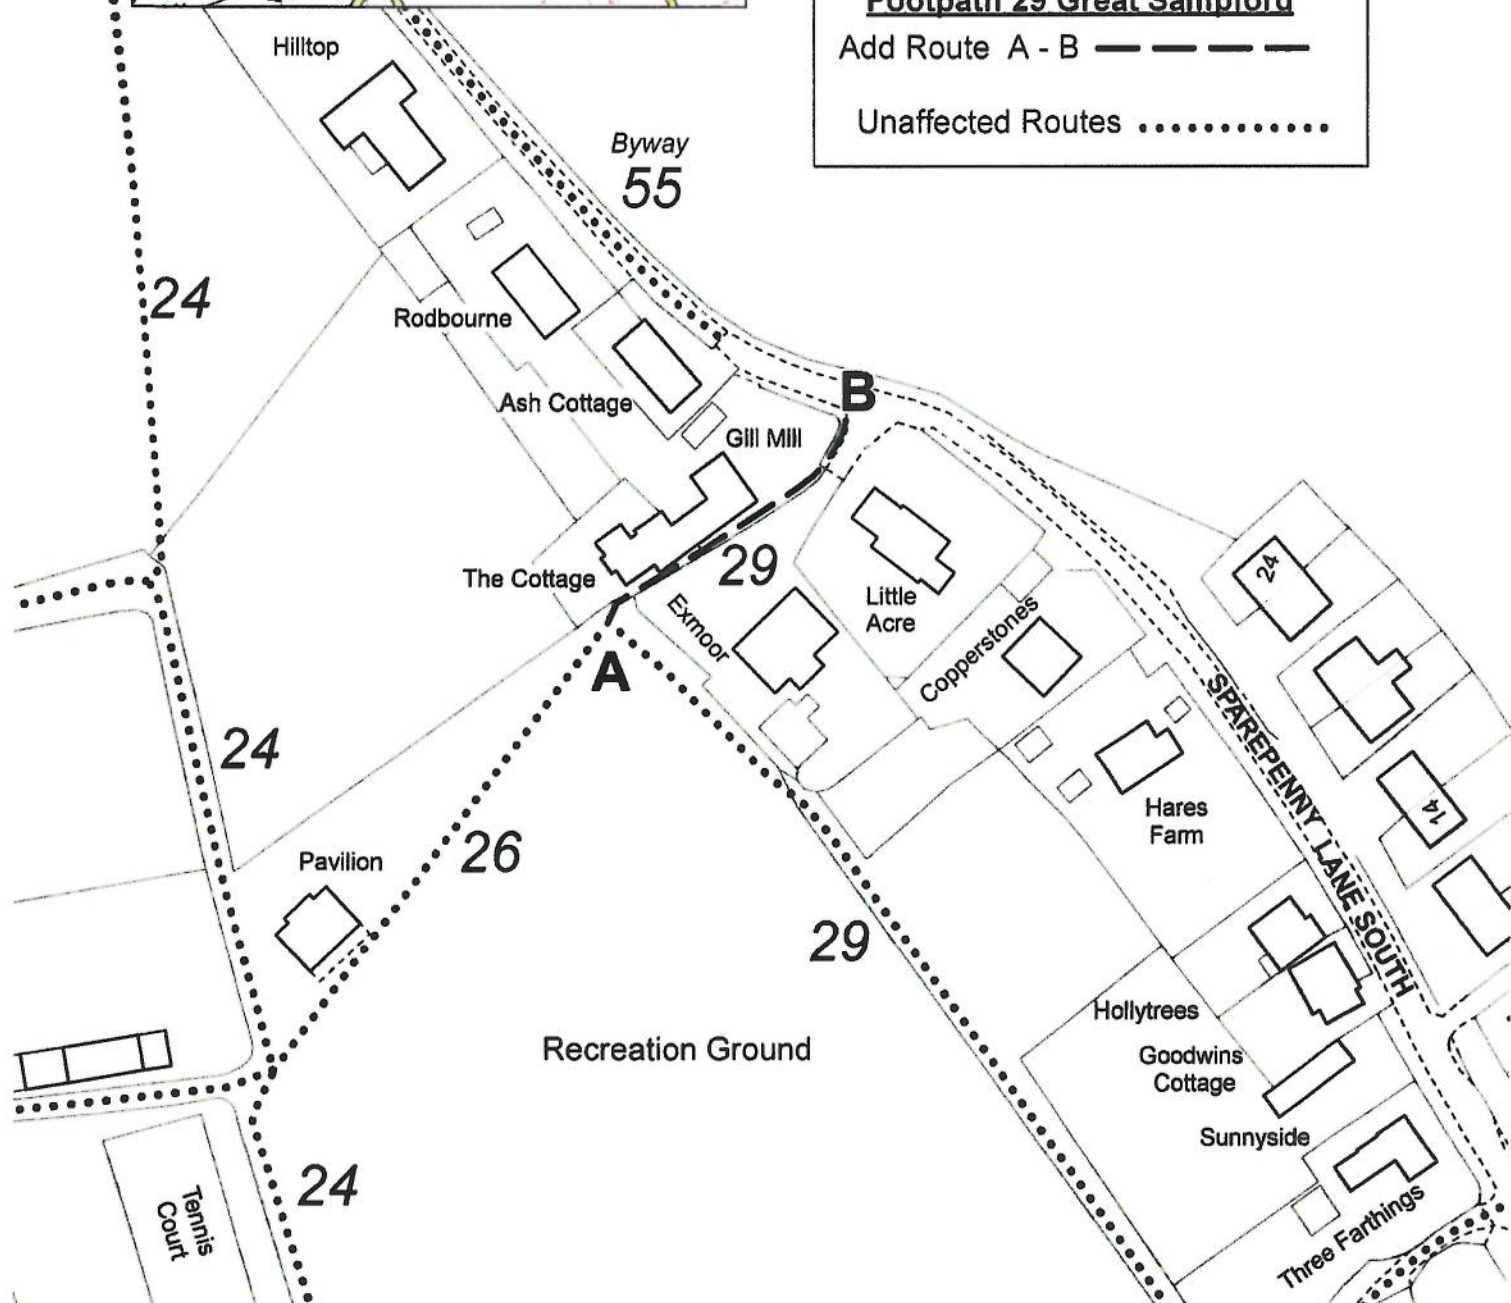 Footpath 29 Great Sampford
Add Route A - B
Unaffected Routes
Hilltop
Byway
55
24
Rodbourne
Ash Cottage
B
Gill Mill
29
The Cottage
Exmoor
Little
Acre
Copperstones
24
A
SPAREPENNY LANE SOUTH
24
14
Hares
Farm
26
Pavilion
29
Hollytrees
Recreation Ground
Goodwins
Cottage
Sunnyside
24
Tennis
Court
Three Farthings